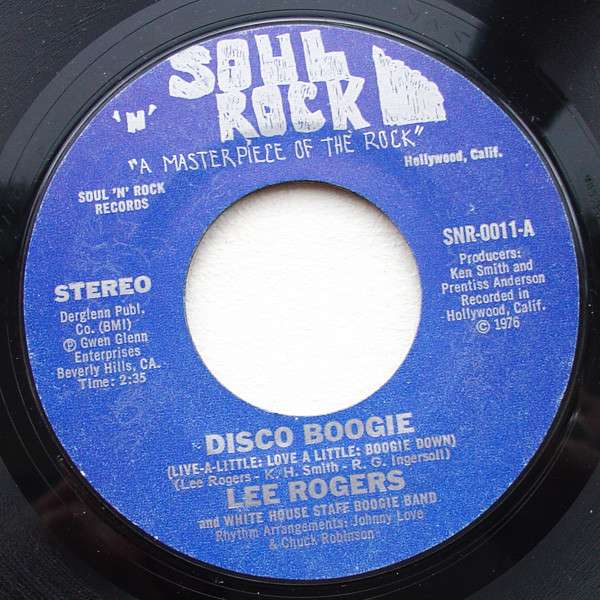 SOUL
'N' ROCK
"A MASTERPIECE OF THE ROCK"
Hollywood, Calif.
SOUL 'N' ROCK
RECORDS
SNR-0011-A
Producers:
Ken Smith and
Prentiss Anderson
Recorded in
Hollywood, Calif.
© 1976
STEREO
Derglenn Publ.
Co. (BMI)
℗ Gwen Glenn
Enterprises
Beverly Hills, CA.
Time: 2:35
DISCO BOOGIE
(LIVE-A-LITTLE: LOVE A LITTLE: BOOGIE DOWN)
(Lee Rogers - K. H. Smith - R. G. Ingersoll)
LEE ROGERS
and WHITE HOUSE STAFF BOOGIE BAND
Rhythm Arrangements: Johnny Love
& Chuck Robinson